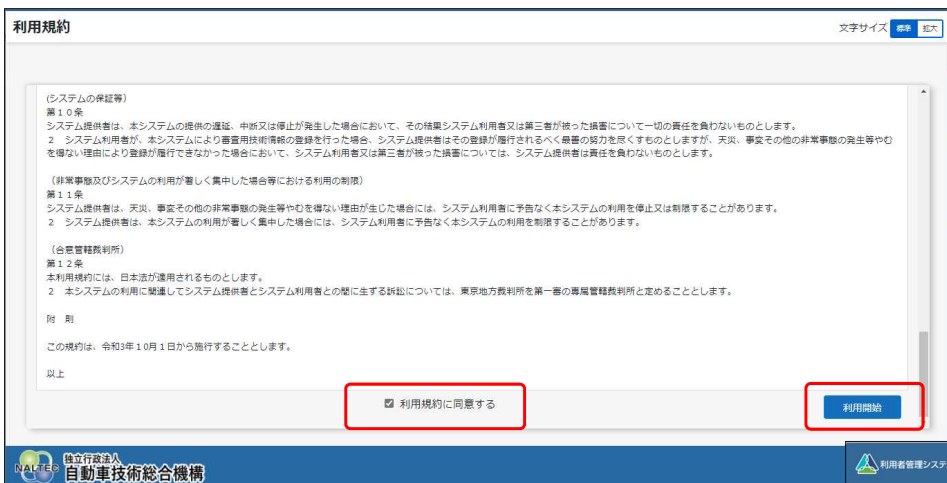 利用規約
文字サイズ 標準 拡大
(システムの保証等)
第１０条
システム提供者は、本システムの提供の遅延、中断又は停止が発生した場合において、その結果システム利用者又は第三者が被った損害について一切の責任を負わないものとします。
２　システム利用者が、本システムにより審査用技術情報の登録を行った場合、システム提供者はその登録が履行されるべく最善の努力を尽くすものとしますが、天災、事変その他の非常事態の発生等やむ
を得ない理由により登録が履行できなかった場合において、システム利用者又は第三者が被った損害については、システム提供者は責任を負わないものとします。
（非常事態及びシステムの利用が著しく集中した場合等における利用の制限）
第１１条
システム提供者は、天災、事変その他の非常事態の発生等やむを得ない理由が生じた場合には、システム利用者に予告なく本システムの利用を停止又は制限することがあります。
２　システム提供者は、本システムの利用が著しく集中した場合には、システム利用者に予告なく本システムの利用を制限することがあります。
（合意管轄裁判所）
第１２条
本利用規約には、日本法が適用されるものとします。
２　本システムの利用に関連してシステム提供者とシステム利用者との間に生ずる訴訟については、東京地方裁判所を第一審の専属管轄裁判所と定めることとします。
附　則
この規約は、令和3年１０月１日から施行することとします。
以上
利用規約に同意する
利用開始
NALTEC 独立行政法人
自動車技術総合機構
利用者管理システ